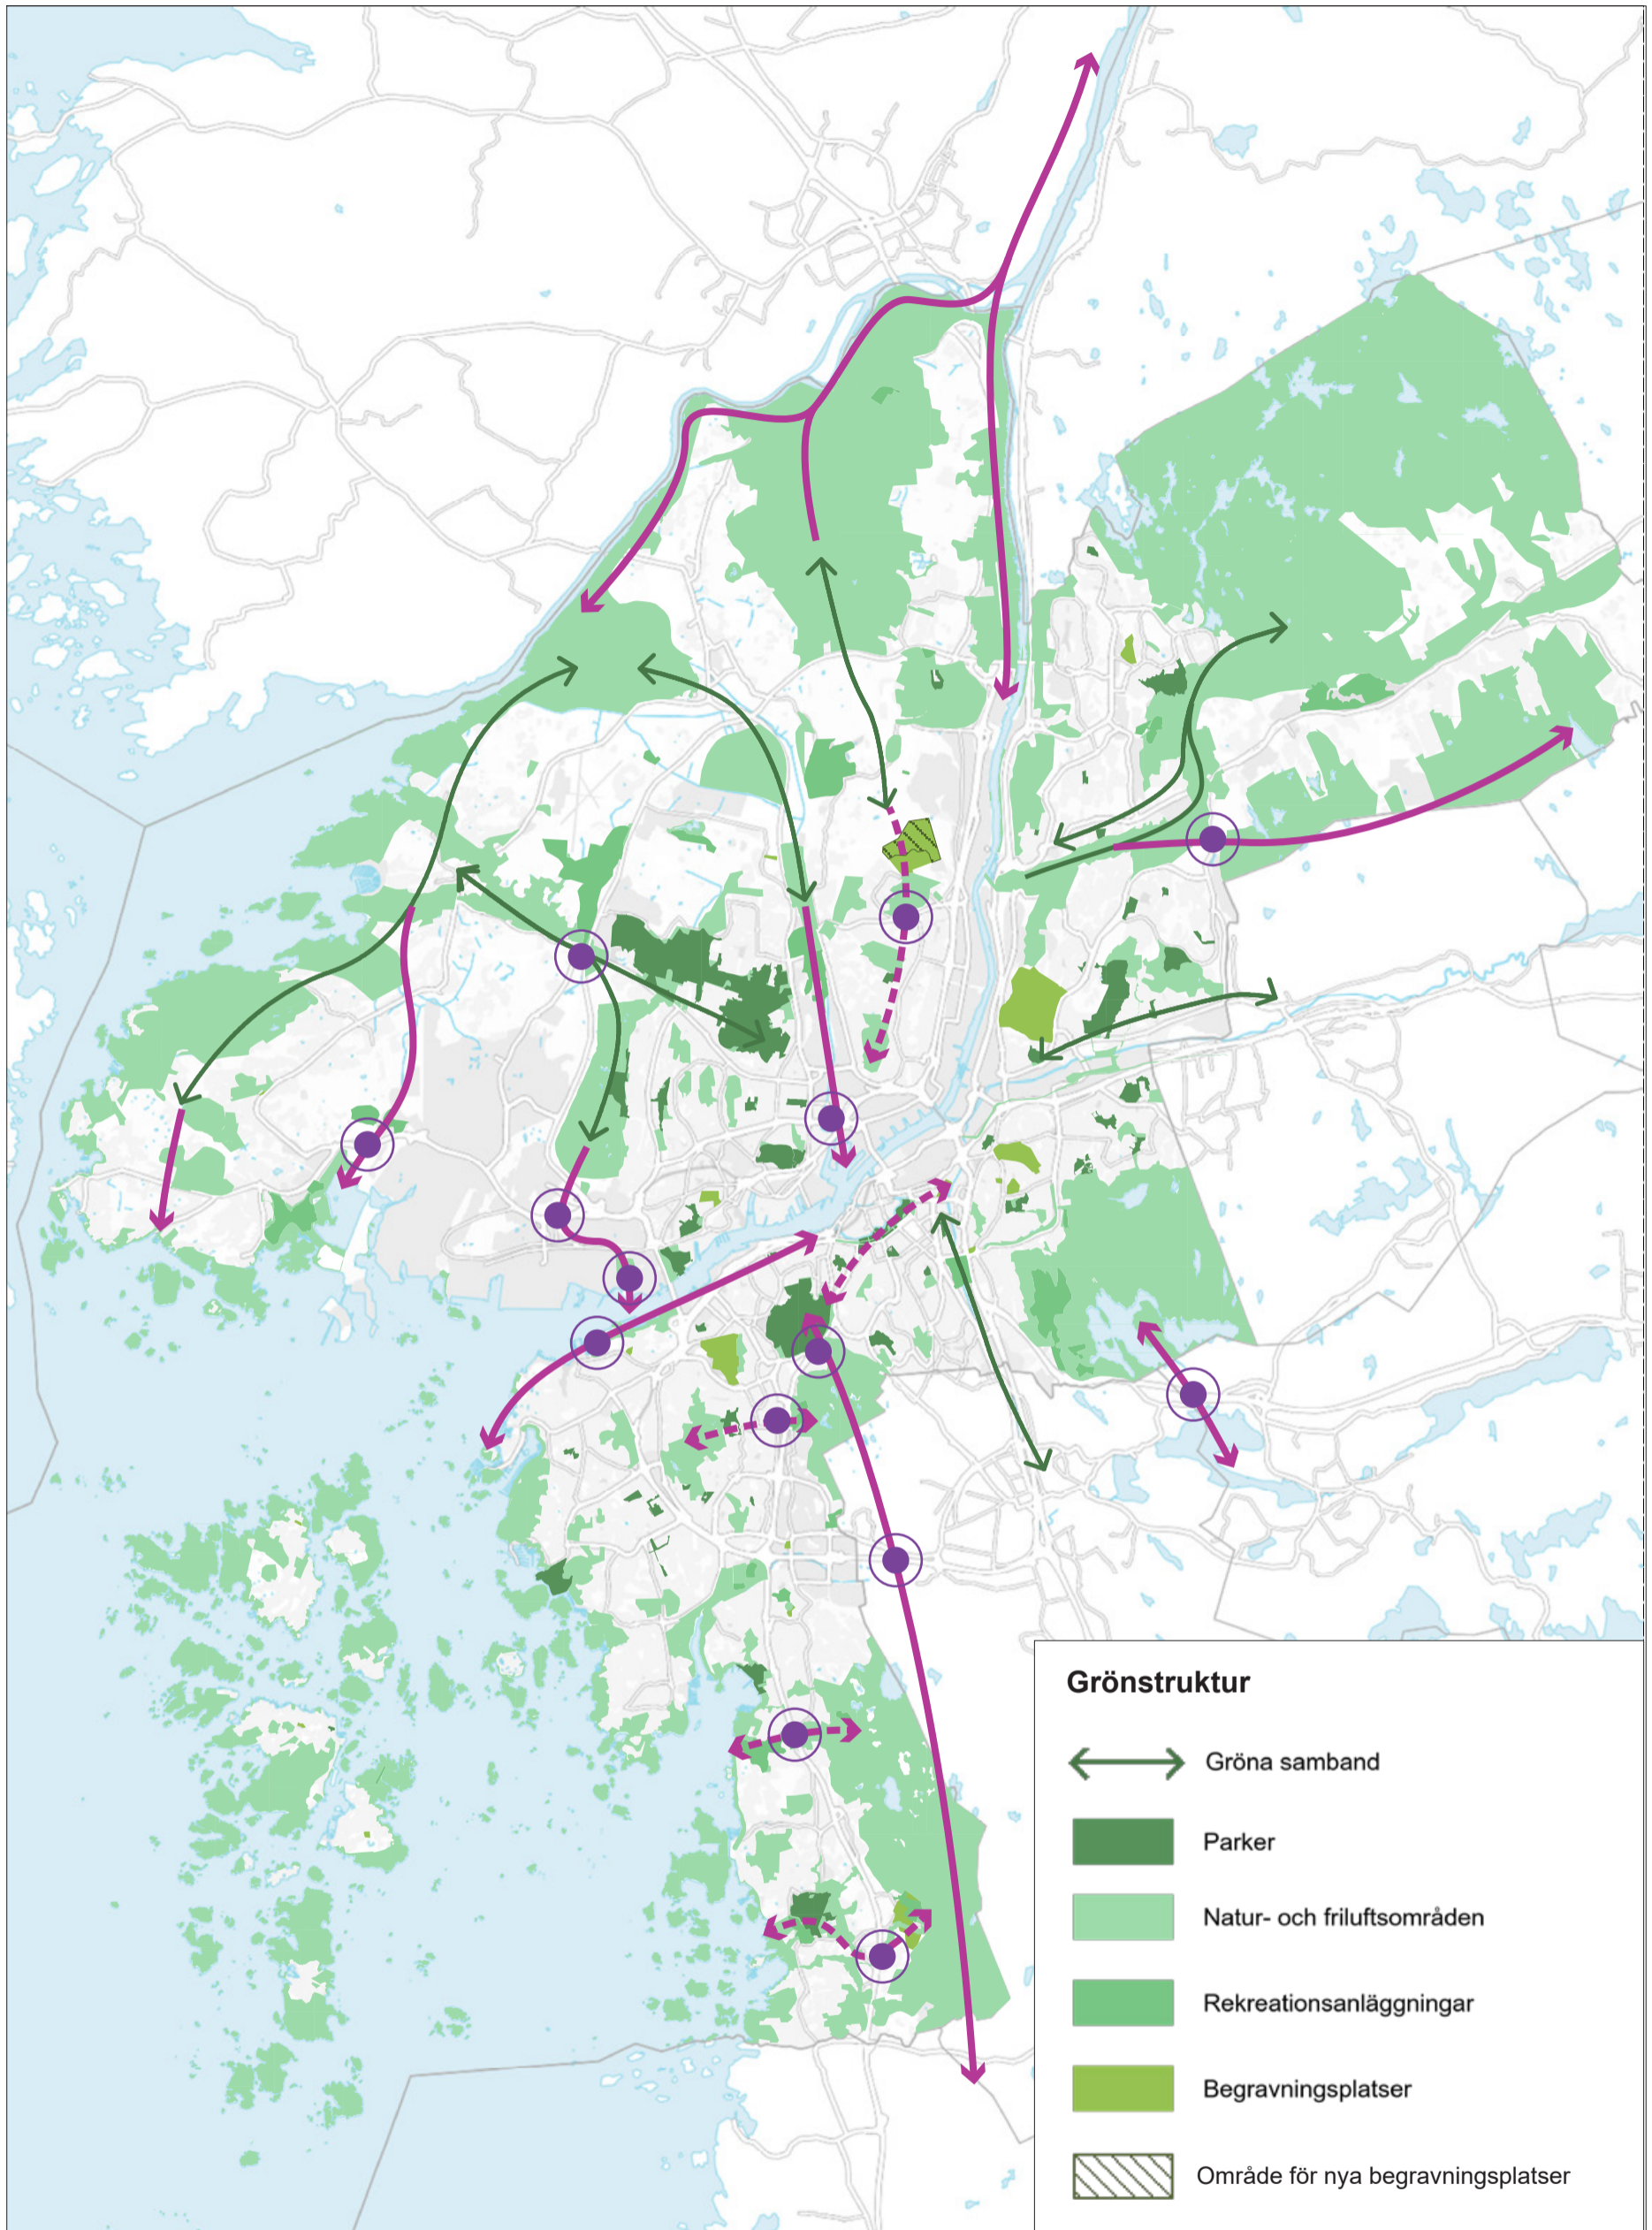 Grönstruktur
Gröna samband
Parker
Natur- och friluftsområden
Rekreationsanläggningar
Begravningsplatser
Område för nya begravningsplatser